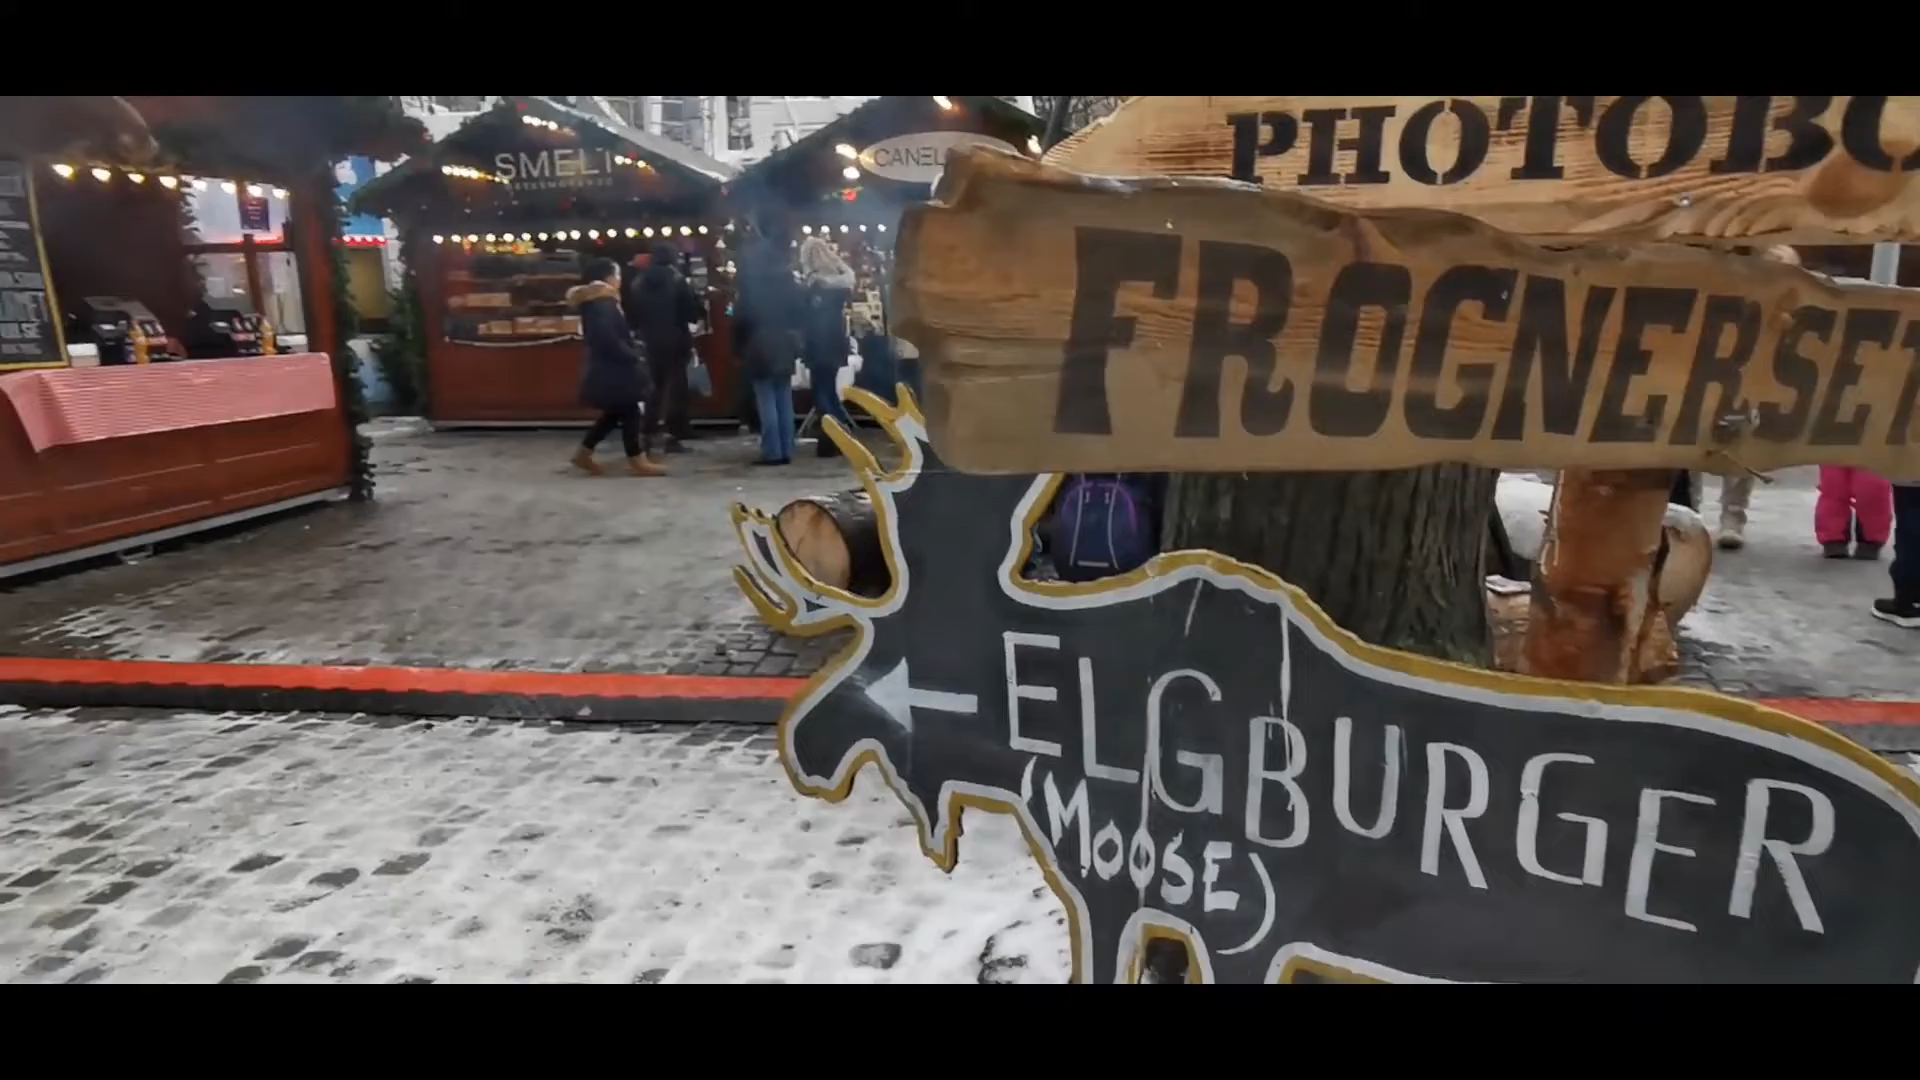 SMELT
CANEL
PHOTOBO
FROGNERSET
ELGBURGER
(MOOSE)